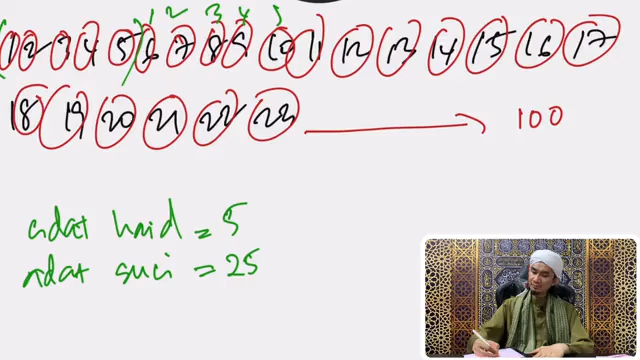 1 2 3 4 5
1 2 3 4 5 6 7 8 9 10 11 12 13 14 15 16 17
18 19 20 21 22 23 100
adat haid = 5
adat suci = 25